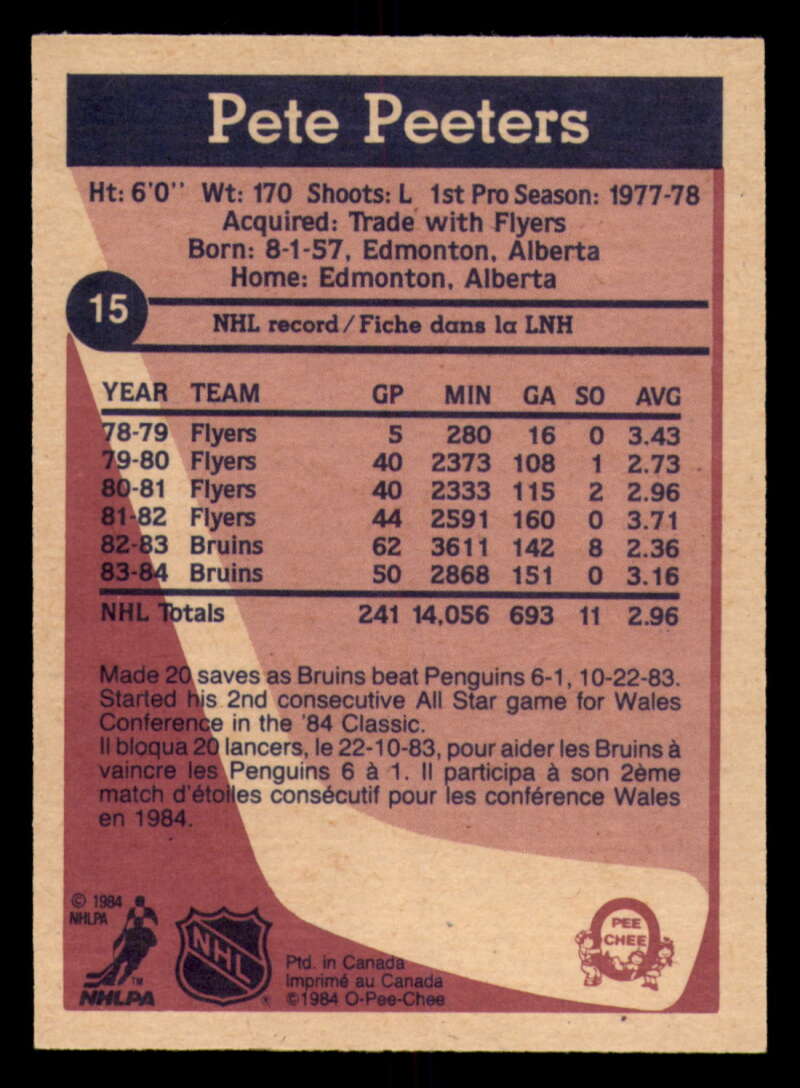 Pete Peeters
Ht: 6'0'' Wt: 170 Shoots: L 1st Pro Season: 1977-78
Acquired: Trade with Flyers
Born: 8-1-57, Edmonton, Alberta
Home: Edmonton, Alberta
15
NHL record/Fiche dans la LNH
YEAR TEAM GP MIN GA SO AVG
78-79 Flyers 5 280 16 0 3.43
79-80 Flyers 40 2373 108 1 2.73
80-81 Flyers 40 2333 115 2 2.96
81-82 Flyers 44 2591 160 0 3.71
82-83 Bruins 62 3611 142 8 2.36
83-84 Bruins 50 2868 151 0 3.16
NHL Totals 241 14,056 693 11 2.96
Made 20 saves as Bruins beat Penguins 6-1, 10-22-83.
Started his 2nd consecutive All Star game for Wales
Conference in the '84 Classic.
Il bloqua 20 lancers, le 22-10-83, pour aider les Bruins à
vaincre les Penguins 6 à 1. Il participa à son 2ème
match d'étoiles consécutif pour les conférence Wales
en 1984.
© 1984
NHLPA
TM
NHLPA
NHL
®
Ptd. in Canada
Imprimé au Canada
©1984 O-Pee-Chee
PEE
CHEE